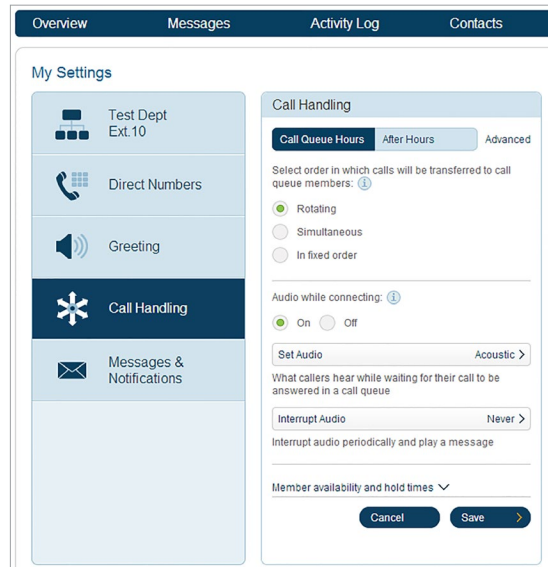 Overview Messages Activity Log Contacts
My Settings
Test Dept
Ext.10
Direct Numbers
Greeting
Call Handling
Messages &
Notifications
Call Handling
Call Queue Hours After Hours Advanced
Select order in which calls will be transferred to call
queue members: i
Rotating
Simultaneous
In fixed order
Audio while connecting: i
On Off
Set Audio Acoustic >
What callers hear while waiting for their call to be
answered in a call queue
Interrupt Audio Never >
Interrupt audio periodically and play a message
Member availability and hold times
Cancel Save >